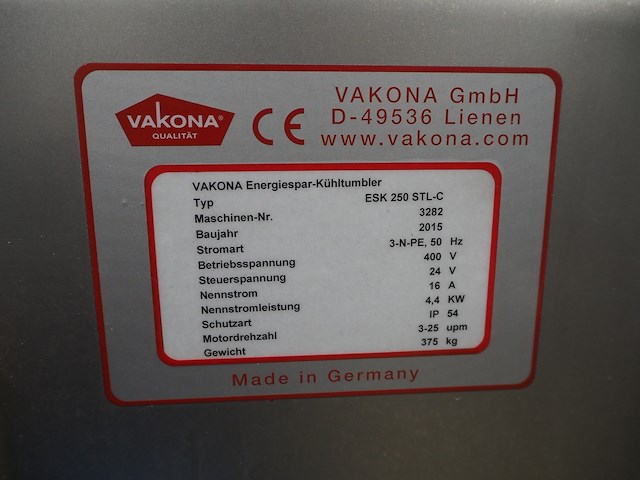 VAKONA®
QUALITÄT
CE
VAKONA GmbH
D-49536 Lienen
www.vakona.com
VAKONA Energiespar-Kühltumbler
Typ ESK 250 STL-C
Maschinen-Nr. 3282
Baujahr 2015
Stromart 3-N-PE, 50 Hz
Betriebsspannung 400 V
Steuerspannung 24 V
Nennstrom 16 A
Nennstromleistung 4,4 KW
Schutzart IP 54
Motordrehzahl 3-25 upm
Gewicht 375 kg
Made in Germany